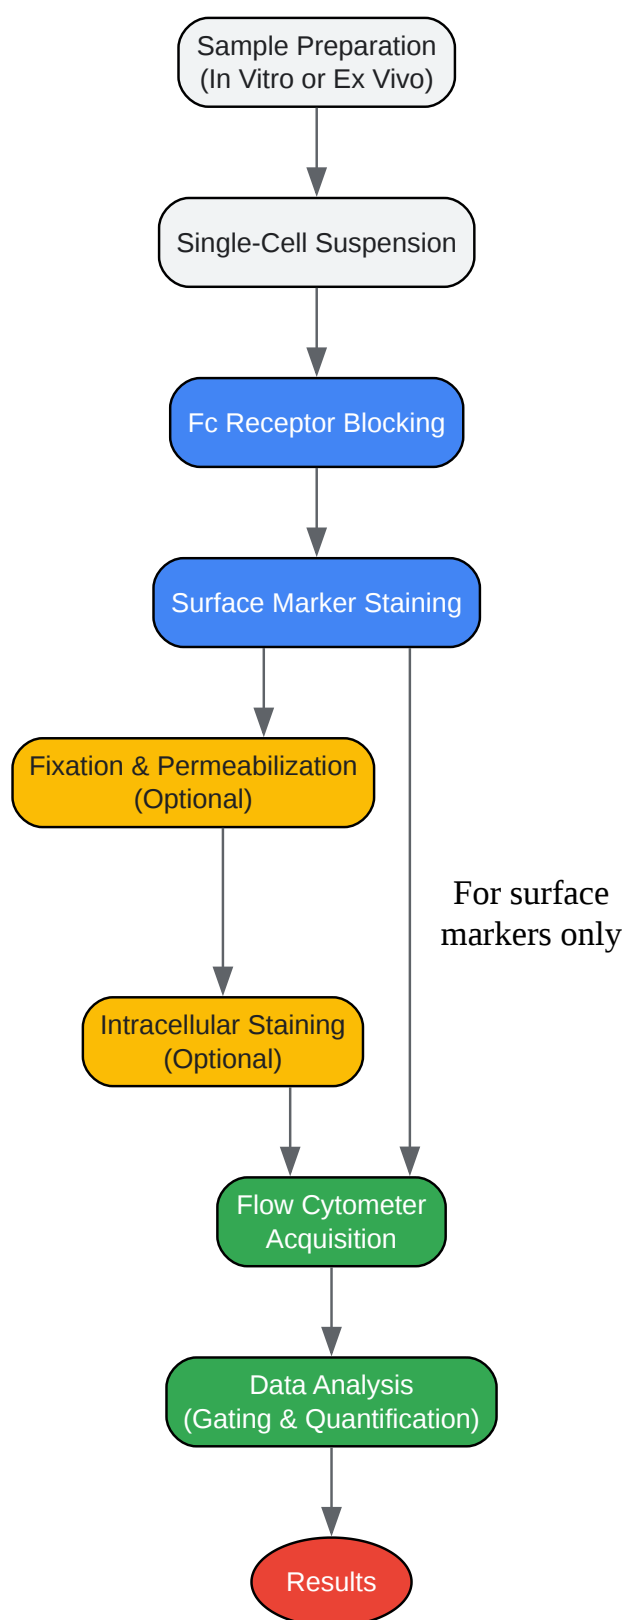 Sample Preparation
(In Vitro or Ex Vivo)
Single-Cell Suspension
Fc Receptor Blocking
Surface Marker Staining
Fixation & Permeabilization
(Optional)
For surface
markers only
Intracellular Staining
(Optional)
Flow Cytometer
Acquisition
Data Analysis
(Gating & Quantification)
Results